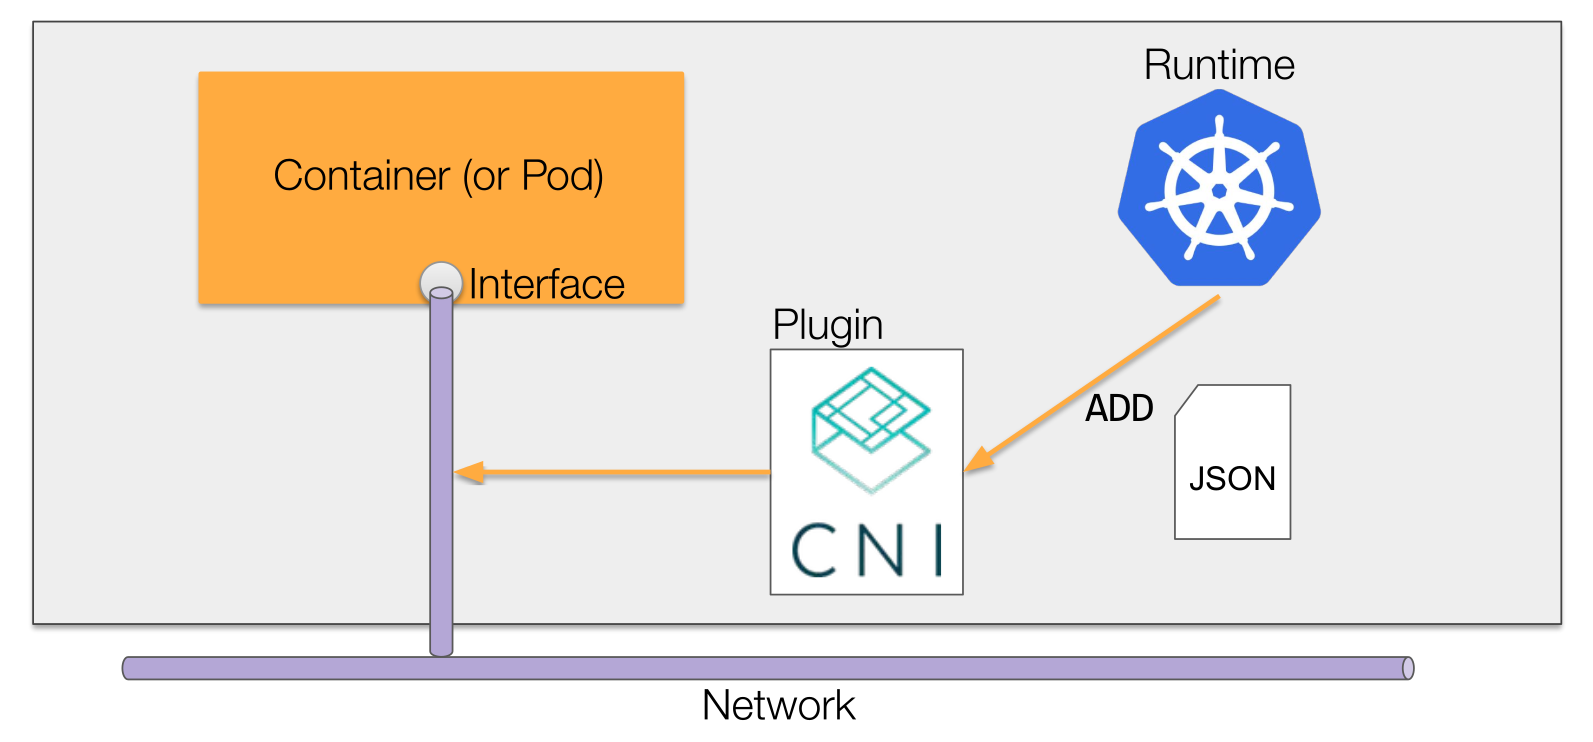 Runtime
Container (or Pod)
Interface
Plugin
ADD
JSON
CNI
Network